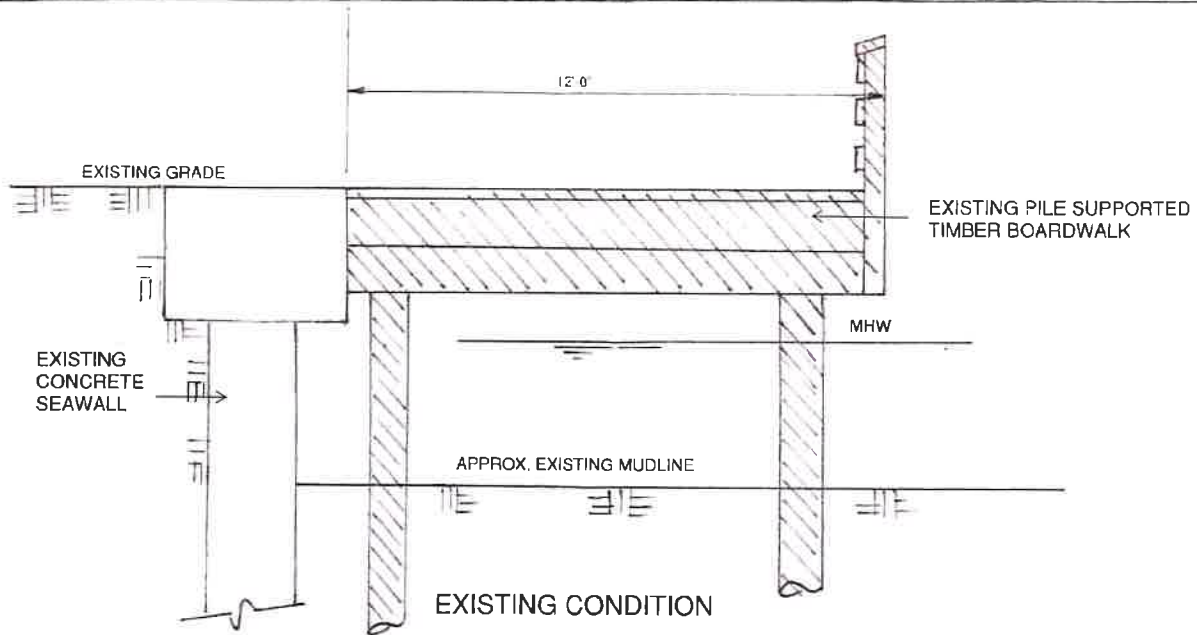 12'-0"
EXISTING GRADE
EXISTING PILE SUPPORTED
TIMBER BOARDWALK
MHW
EXISTING
CONCRETE
SEAWALL
APPROX. EXISTING MUDLINE
EXISTING CONDITION